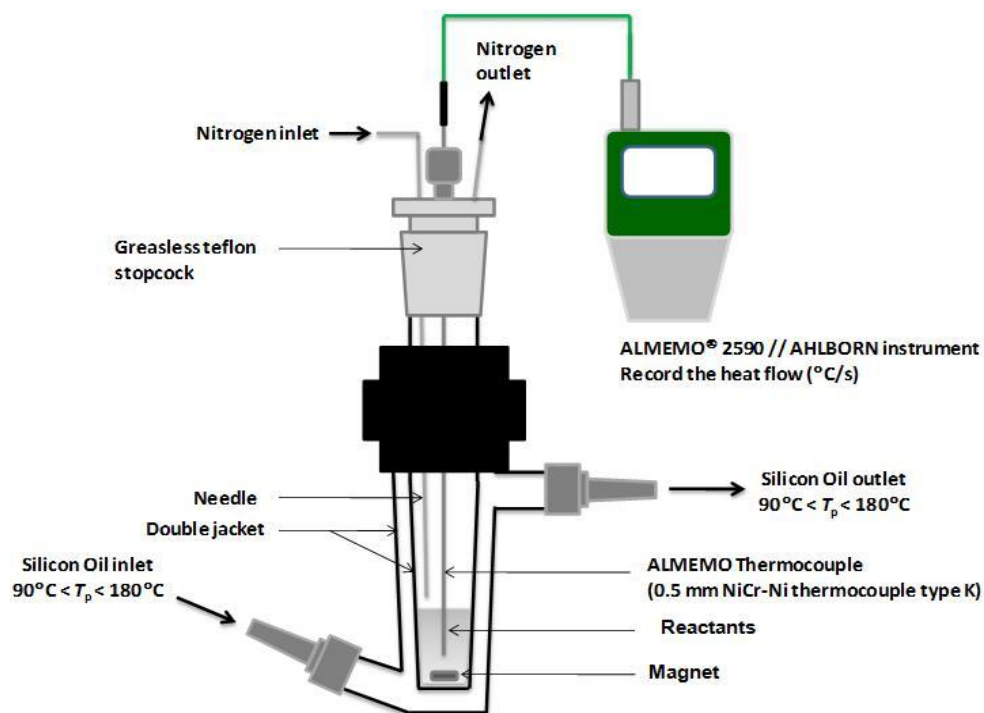 Nitrogen
outlet
Nitrogen inlet
Greasless teflon
stopcock
ALMEMO® 2590 // AHLBORN instrument
Record the heat flow (°C/s)
Needle
Double jacket
Silicon Oil outlet
90°C < Tp < 180°C
Silicon Oil inlet
90°C < Tp < 180°C
ALMEMO Thermocouple
(0.5 mm NiCr-Ni thermocouple type K)
Reactants
Magnet